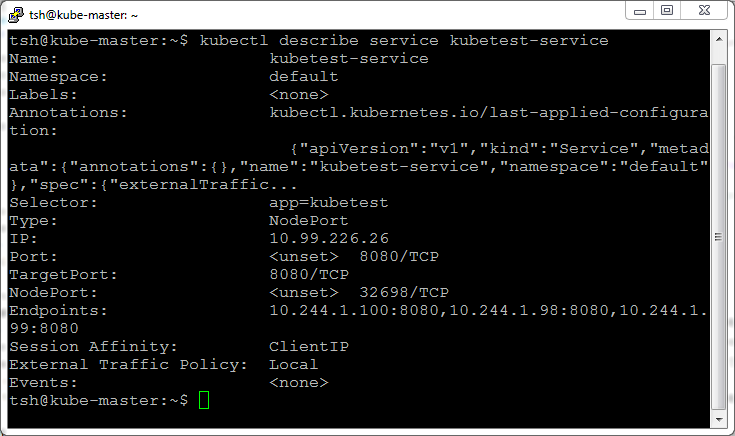 tsh@kube-master: ~
tsh@kube-master:~$ kubectl describe service kubetest-service
Name:                     kubetest-service
Namespace:                default
Labels:                   <none>
Annotations:              kubectl.kubernetes.io/last-applied-configura
tion:
                            {"apiVersion":"v1","kind":"Service","metad
ata":{"annotations":{},"name":"kubetest-service","namespace":"default"
},"spec":{"externalTraffic...
Selector:                 app=kubetest
Type:                     NodePort
IP:                       10.99.226.26
Port:                     <unset>  8080/TCP
TargetPort:               8080/TCP
NodePort:                 <unset>  32698/TCP
Endpoints:                10.244.1.100:8080,10.244.1.98:8080,10.244.1.
99:8080
Session Affinity:         ClientIP
External Traffic Policy:  Local
Events:                   <none>
tsh@kube-master:~$